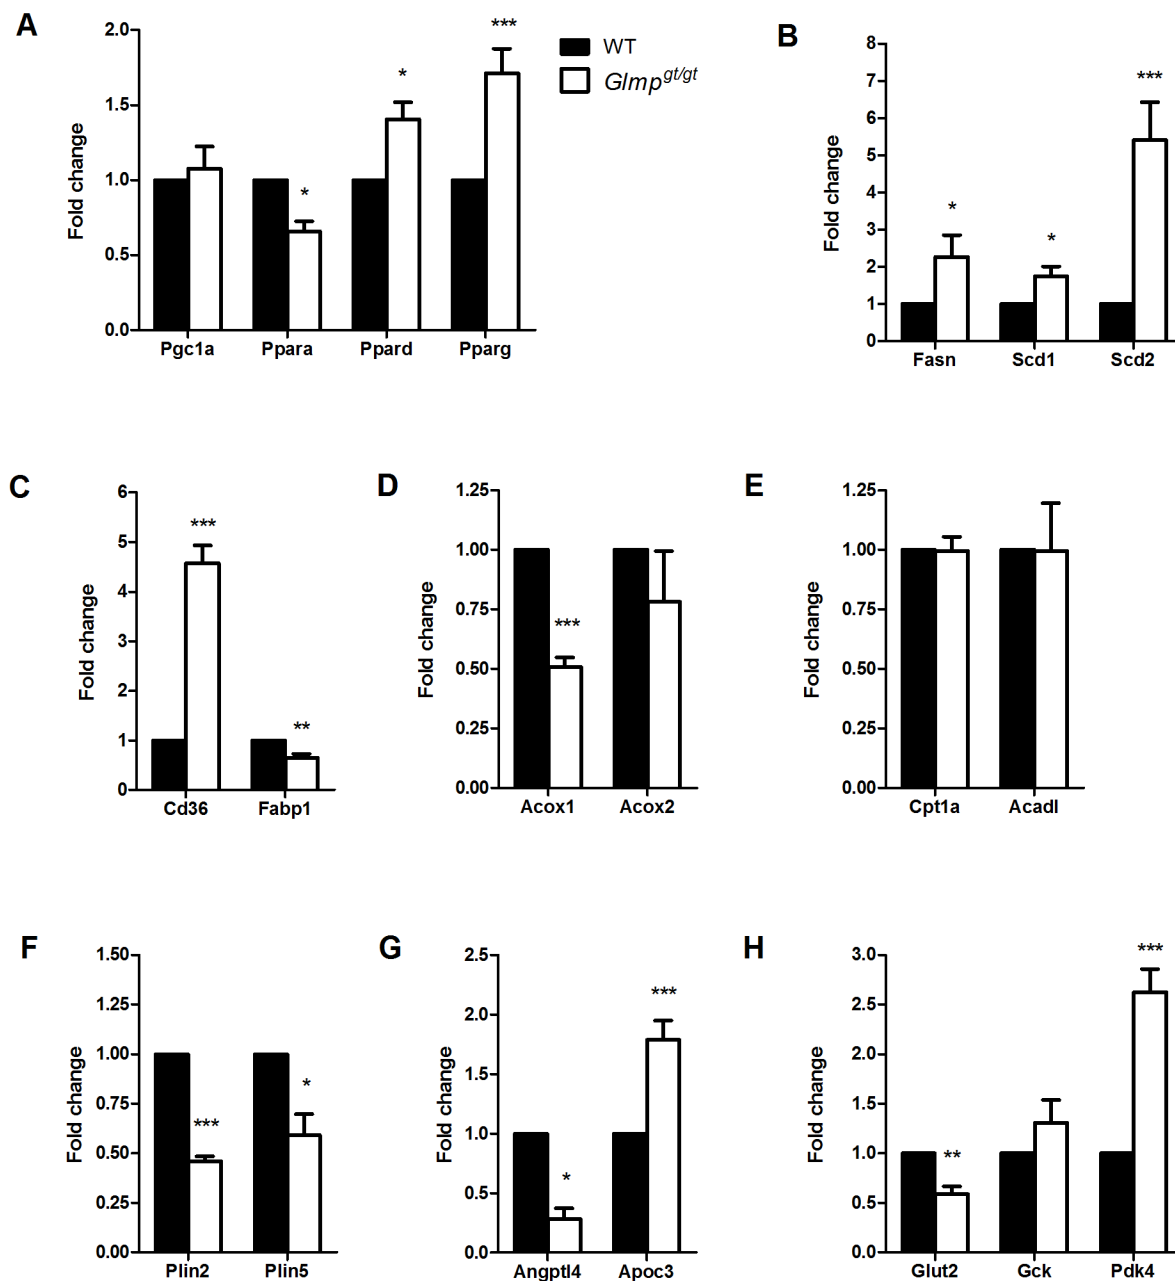 A
2.0
1.5
1.0
0.5
0.0
Fold change
*
*
***
Pgc1a Ppara Ppard Pparg
WT
Glmp^gt/gt
B
8
7
6
5
4
3
2
1
0
Fold change
*
*
***
Fasn Scd1 Scd2
C
6
5
4
3
2
1
0
Fold change
***
**
Cd36 Fabp1
D
1.25
1.00
0.75
0.50
0.25
0.00
Fold change
***
Acox1 Acox2
E
1.25
1.00
0.75
0.50
0.25
0.00
Fold change
Cpt1a Acadl
F
1.50
1.25
1.00
0.75
0.50
0.25
0.00
Fold change
***
*
Plin2 Plin5
G
2.5
2.0
1.5
1.0
0.5
0.0
Fold change
*
***
Angptl4 Apoc3
H
3.0
2.5
2.0
1.5
1.0
0.5
0.0
Fold change
**
***
Glut2 Gck Pdk4